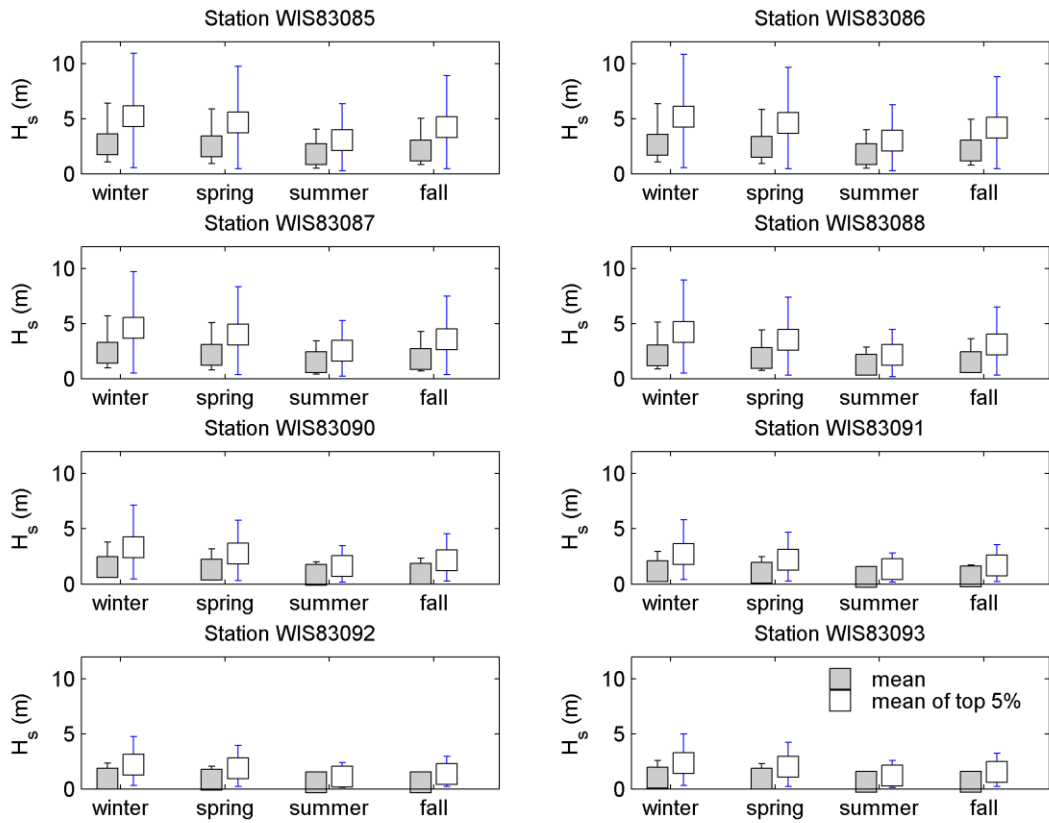 Station WIS83085
H_s (m)
10
5
0
winter spring summer fall
Station WIS83086
H_s (m)
10
5
0
winter spring summer fall
Station WIS83087
H_s (m)
10
5
0
winter spring summer fall
Station WIS83088
H_s (m)
10
5
0
winter spring summer fall
Station WIS83090
H_s (m)
10
5
0
winter spring summer fall
Station WIS83091
H_s (m)
10
5
0
winter spring summer fall
Station WIS83092
H_s (m)
10
5
0
winter spring summer fall
Station WIS83093
H_s (m)
10
5
0
mean
mean of top 5%
winter spring summer fall